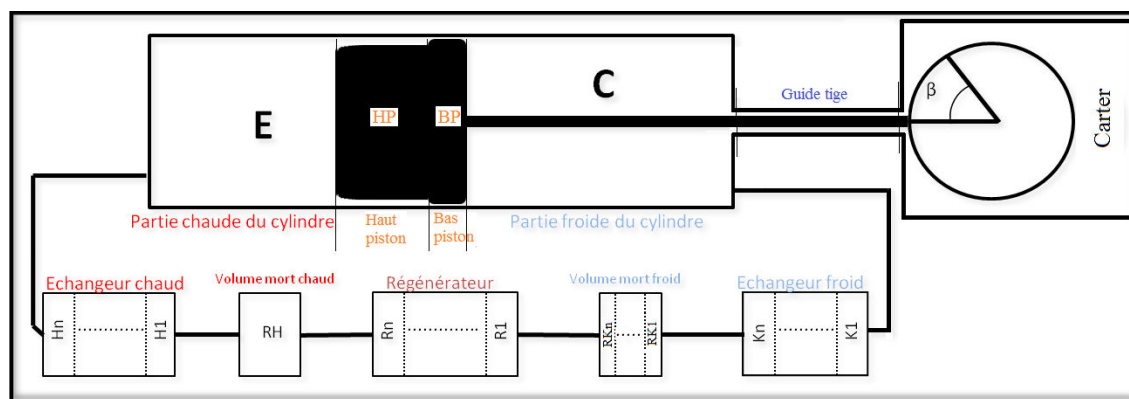 E
HP
BP
C
Guide tige
β
Carter
Partie chaude du cylindre
Haut
piston
Bas
piston
Partie froide du cylindre
Echangeur chaud
Volume mort chaud
Régénérateur
Volume mort froid
Echangeur froid
Hn
H1
RH
Rn
R1
RKn
RK1
Kn
K1